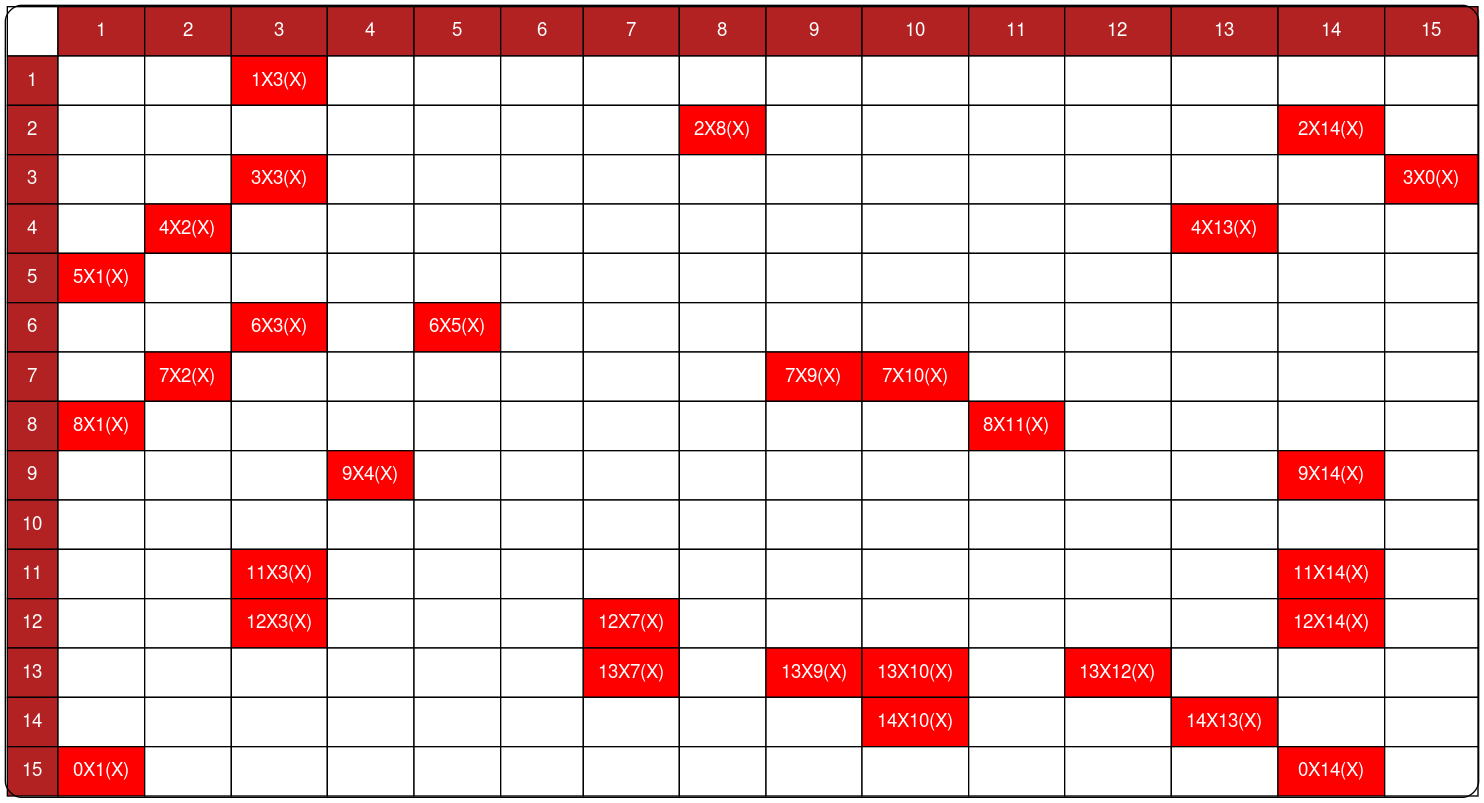 1 2 3 4 5 6 7 8 9 10 11 12 13 14 15
1 1X3(X)
2 2X8(X) 2X14(X)
3 3X3(X) 3X0(X)
4 4X2(X) 4X13(X)
5 5X1(X)
6 6X3(X) 6X5(X)
7 7X2(X) 7X9(X) 7X10(X)
8 8X1(X) 8X11(X)
9 9X4(X) 9X14(X)
10
11 11X3(X) 11X14(X)
12 12X3(X) 12X7(X) 12X14(X)
13 13X7(X) 13X9(X) 13X10(X) 13X12(X)
14 14X10(X) 14X13(X)
15 0X1(X) 0X14(X)